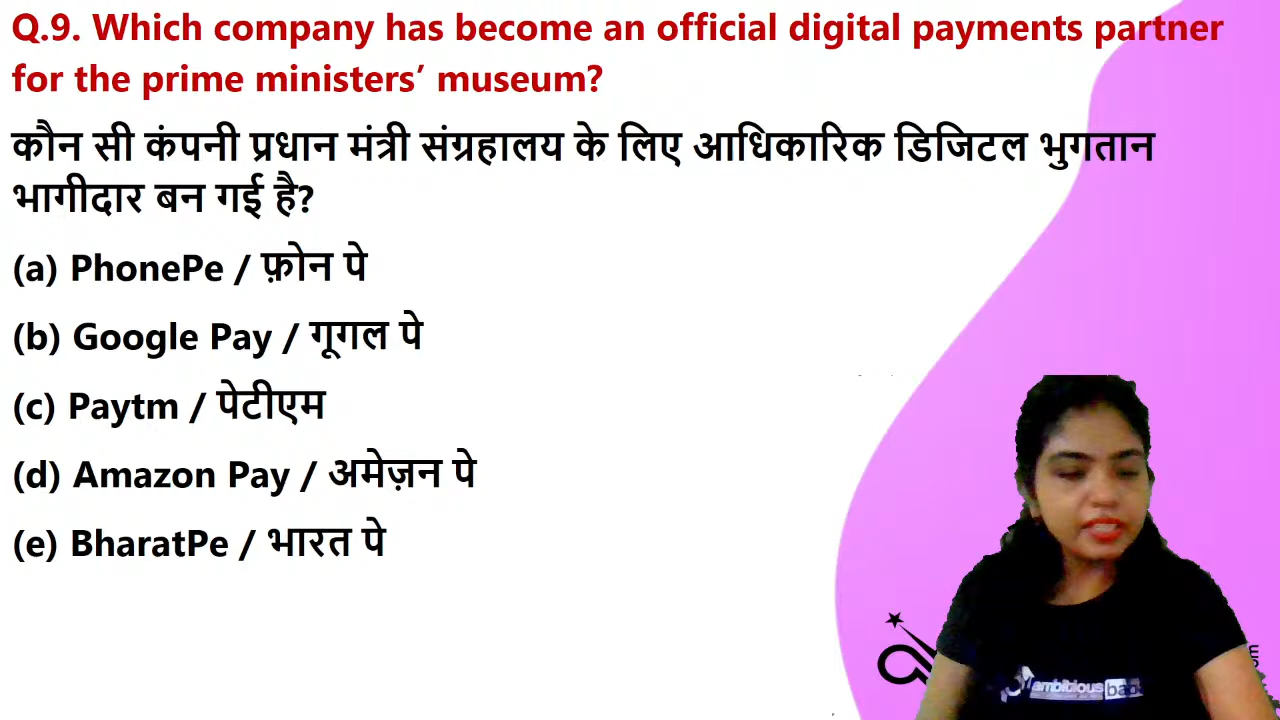 Q.9. Which company has become an official digital payments partner
for the prime ministers’ museum?
कौन सी कंपनी प्रधान मंत्री संग्रहालय के लिए आधिकारिक डिजिटल भुगतान
भागीदार बन गई है?
(a) PhonePe / फ़ोन पे
(b) Google Pay / गूगल पे
(c) Paytm / पेटीएम
(d) Amazon Pay / अमेज़न पे
(e) BharatPe / भारत पे
ambitious